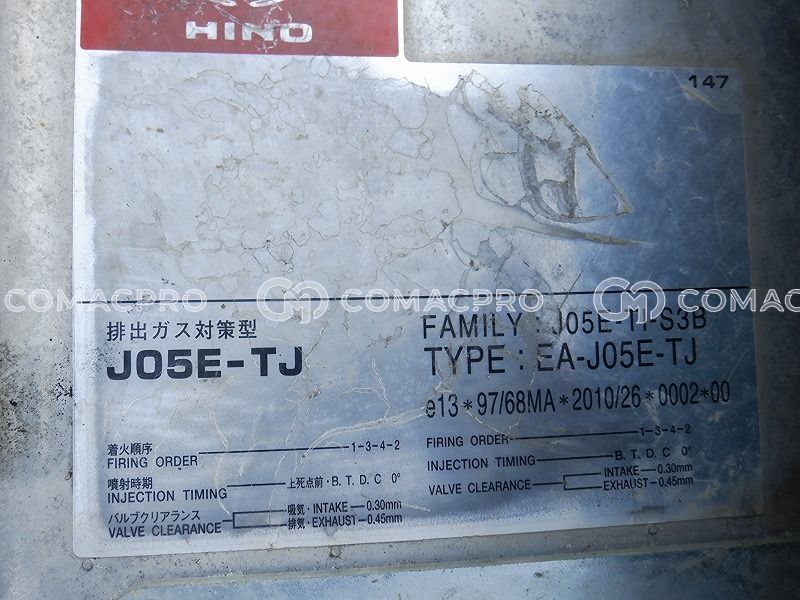 HINO
147
COMACPRO COMACPRO COMACPRO
排出ガス対策型
J05E-TJ
着火順序
FIRING ORDER 1-3-4-2
噴射時期
INJECTION TIMING 上死点前・B. T. D. C 0°
バルブクリアランス
VALVE CLEARANCE
吸気・INTAKE 0.30mm
排気・EXHAUST 0.45mm
FAMILY : J05E-TI-S3B
TYPE : EA-J05E-TJ
e13*97/68MA*2010/26*0002*00
FIRING ORDER 1-3-4-2
INJECTION TIMING B. T. D. C 0°
VALVE CLEARANCE
INTAKE 0.30mm
EXHAUST 0.45mm